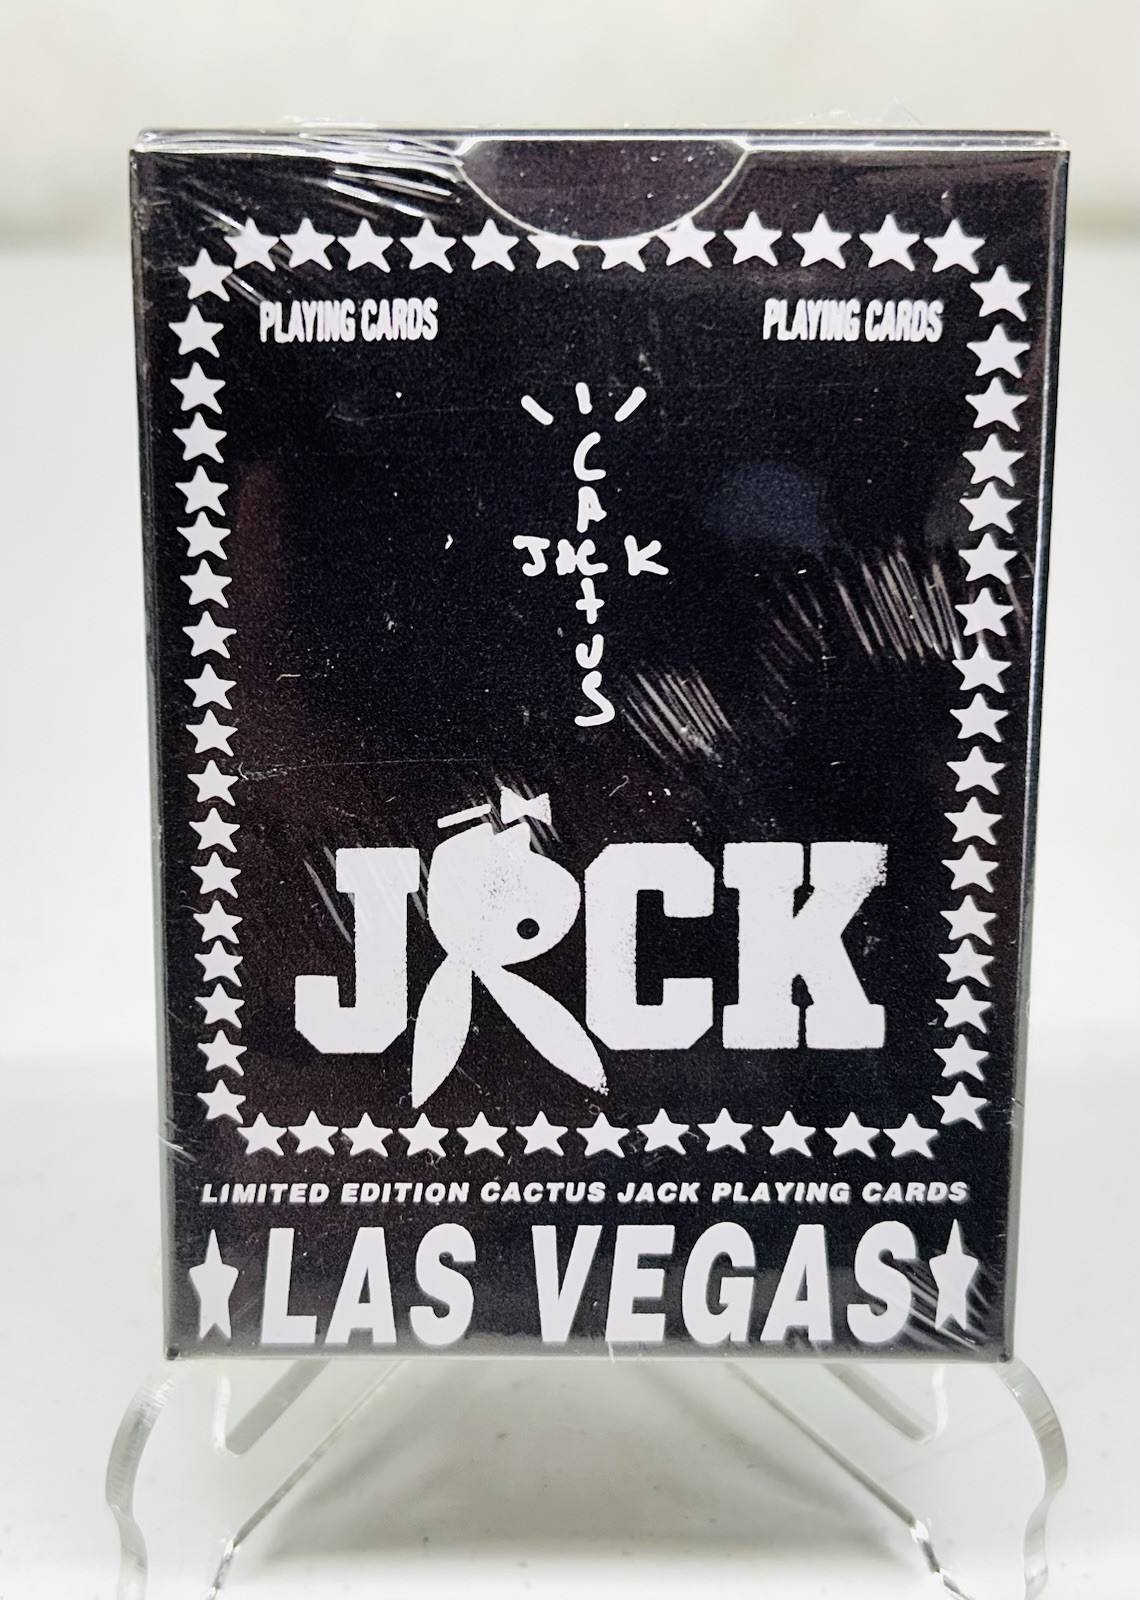 PLAYING CARDS PLAYING CARDS
CACTUS
JACK
JACK
LIMITED EDITION CACTUS JACK PLAYING CARDS
LAS VEGAS